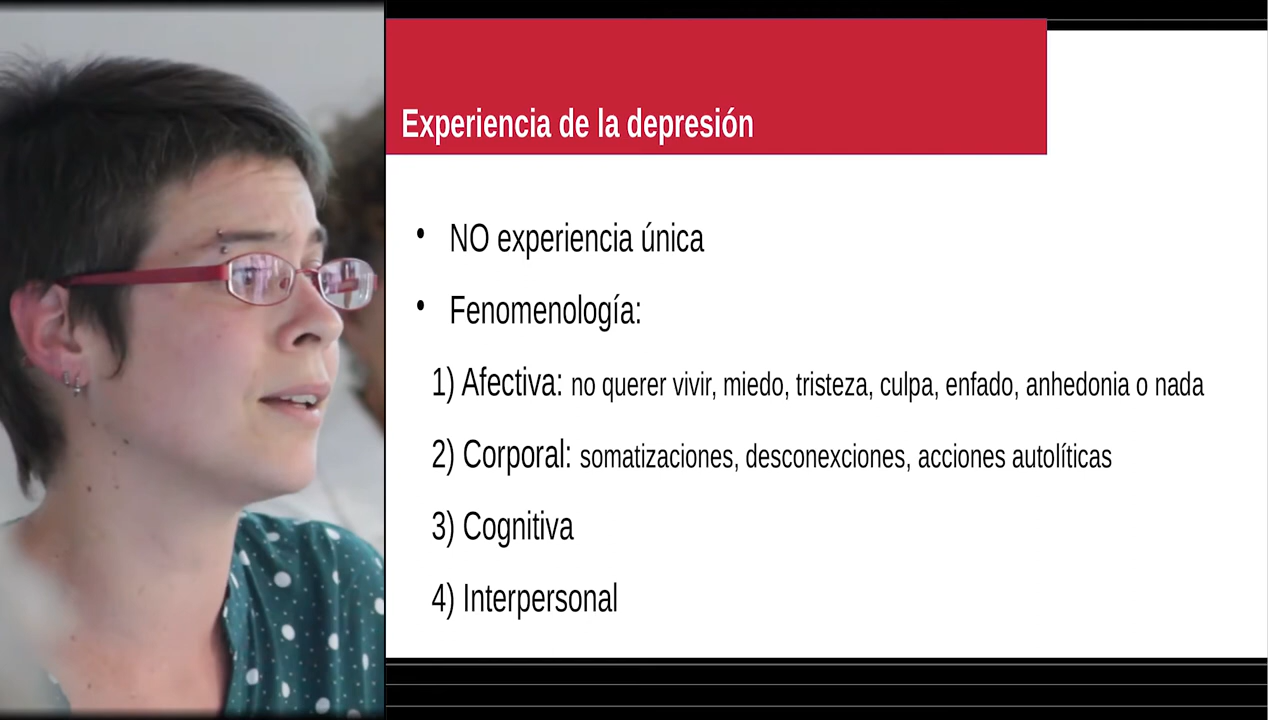 Experiencia de la depresión
• NO experiencia única
• Fenomenología:
1) Afectiva: no querer vivir, miedo, tristeza, culpa, enfado, anhedonia o nada
2) Corporal: somatizaciones, desconexciones, acciones autolíticas
3) Cognitiva
4) Interpersonal